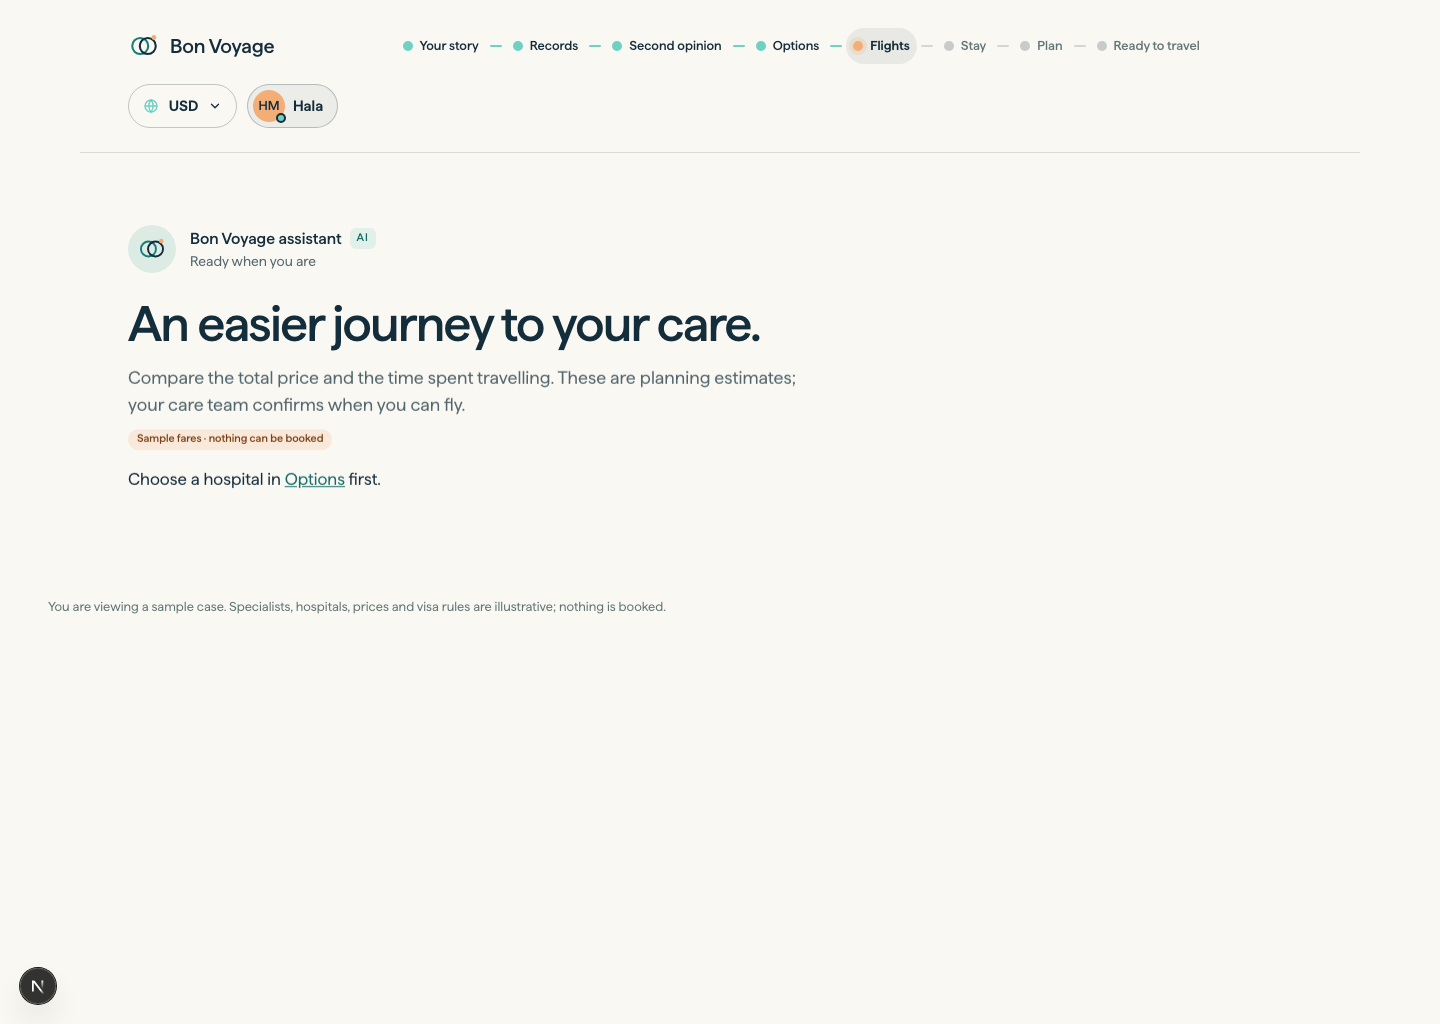 Bon Voyage
Your story
Records
Second opinion
Options
Flights
Stay
Plan
Ready to travel
USD
HM
Hala
Bon Voyage assistant
AI
Ready when you are
An easier journey to your care.
Compare the total price and the time spent travelling. These are planning estimates;
your care team confirms when you can fly.
Sample fares · nothing can be booked
Choose a hospital in Options first.
You are viewing a sample case. Specialists, hospitals, prices and visa rules are illustrative; nothing is booked.
N